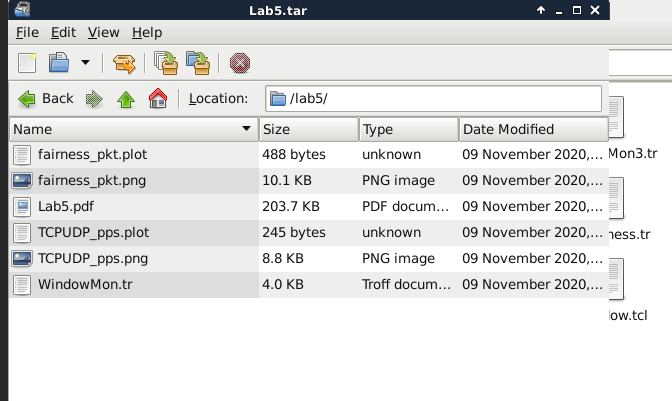 Lab5.tar
File Edit View Help
Back Location: /lab5/
Name Size Type Date Modified
fairness_pkt.plot 488 bytes unknown 09 November 2020,...
fairness_pkt.png 10.1 KB PNG image 09 November 2020,...
Lab5.pdf 203.7 KB PDF docum... 09 November 2020,...
TCPUDP_pps.plot 245 bytes unknown 09 November 2020,...
TCPUDP_pps.png 8.8 KB PNG image 09 November 2020,...
WindowMon.tr 4.0 KB Troff docum... 09 November 2020,...
Mon3.tr
ness.tr
low.tcl